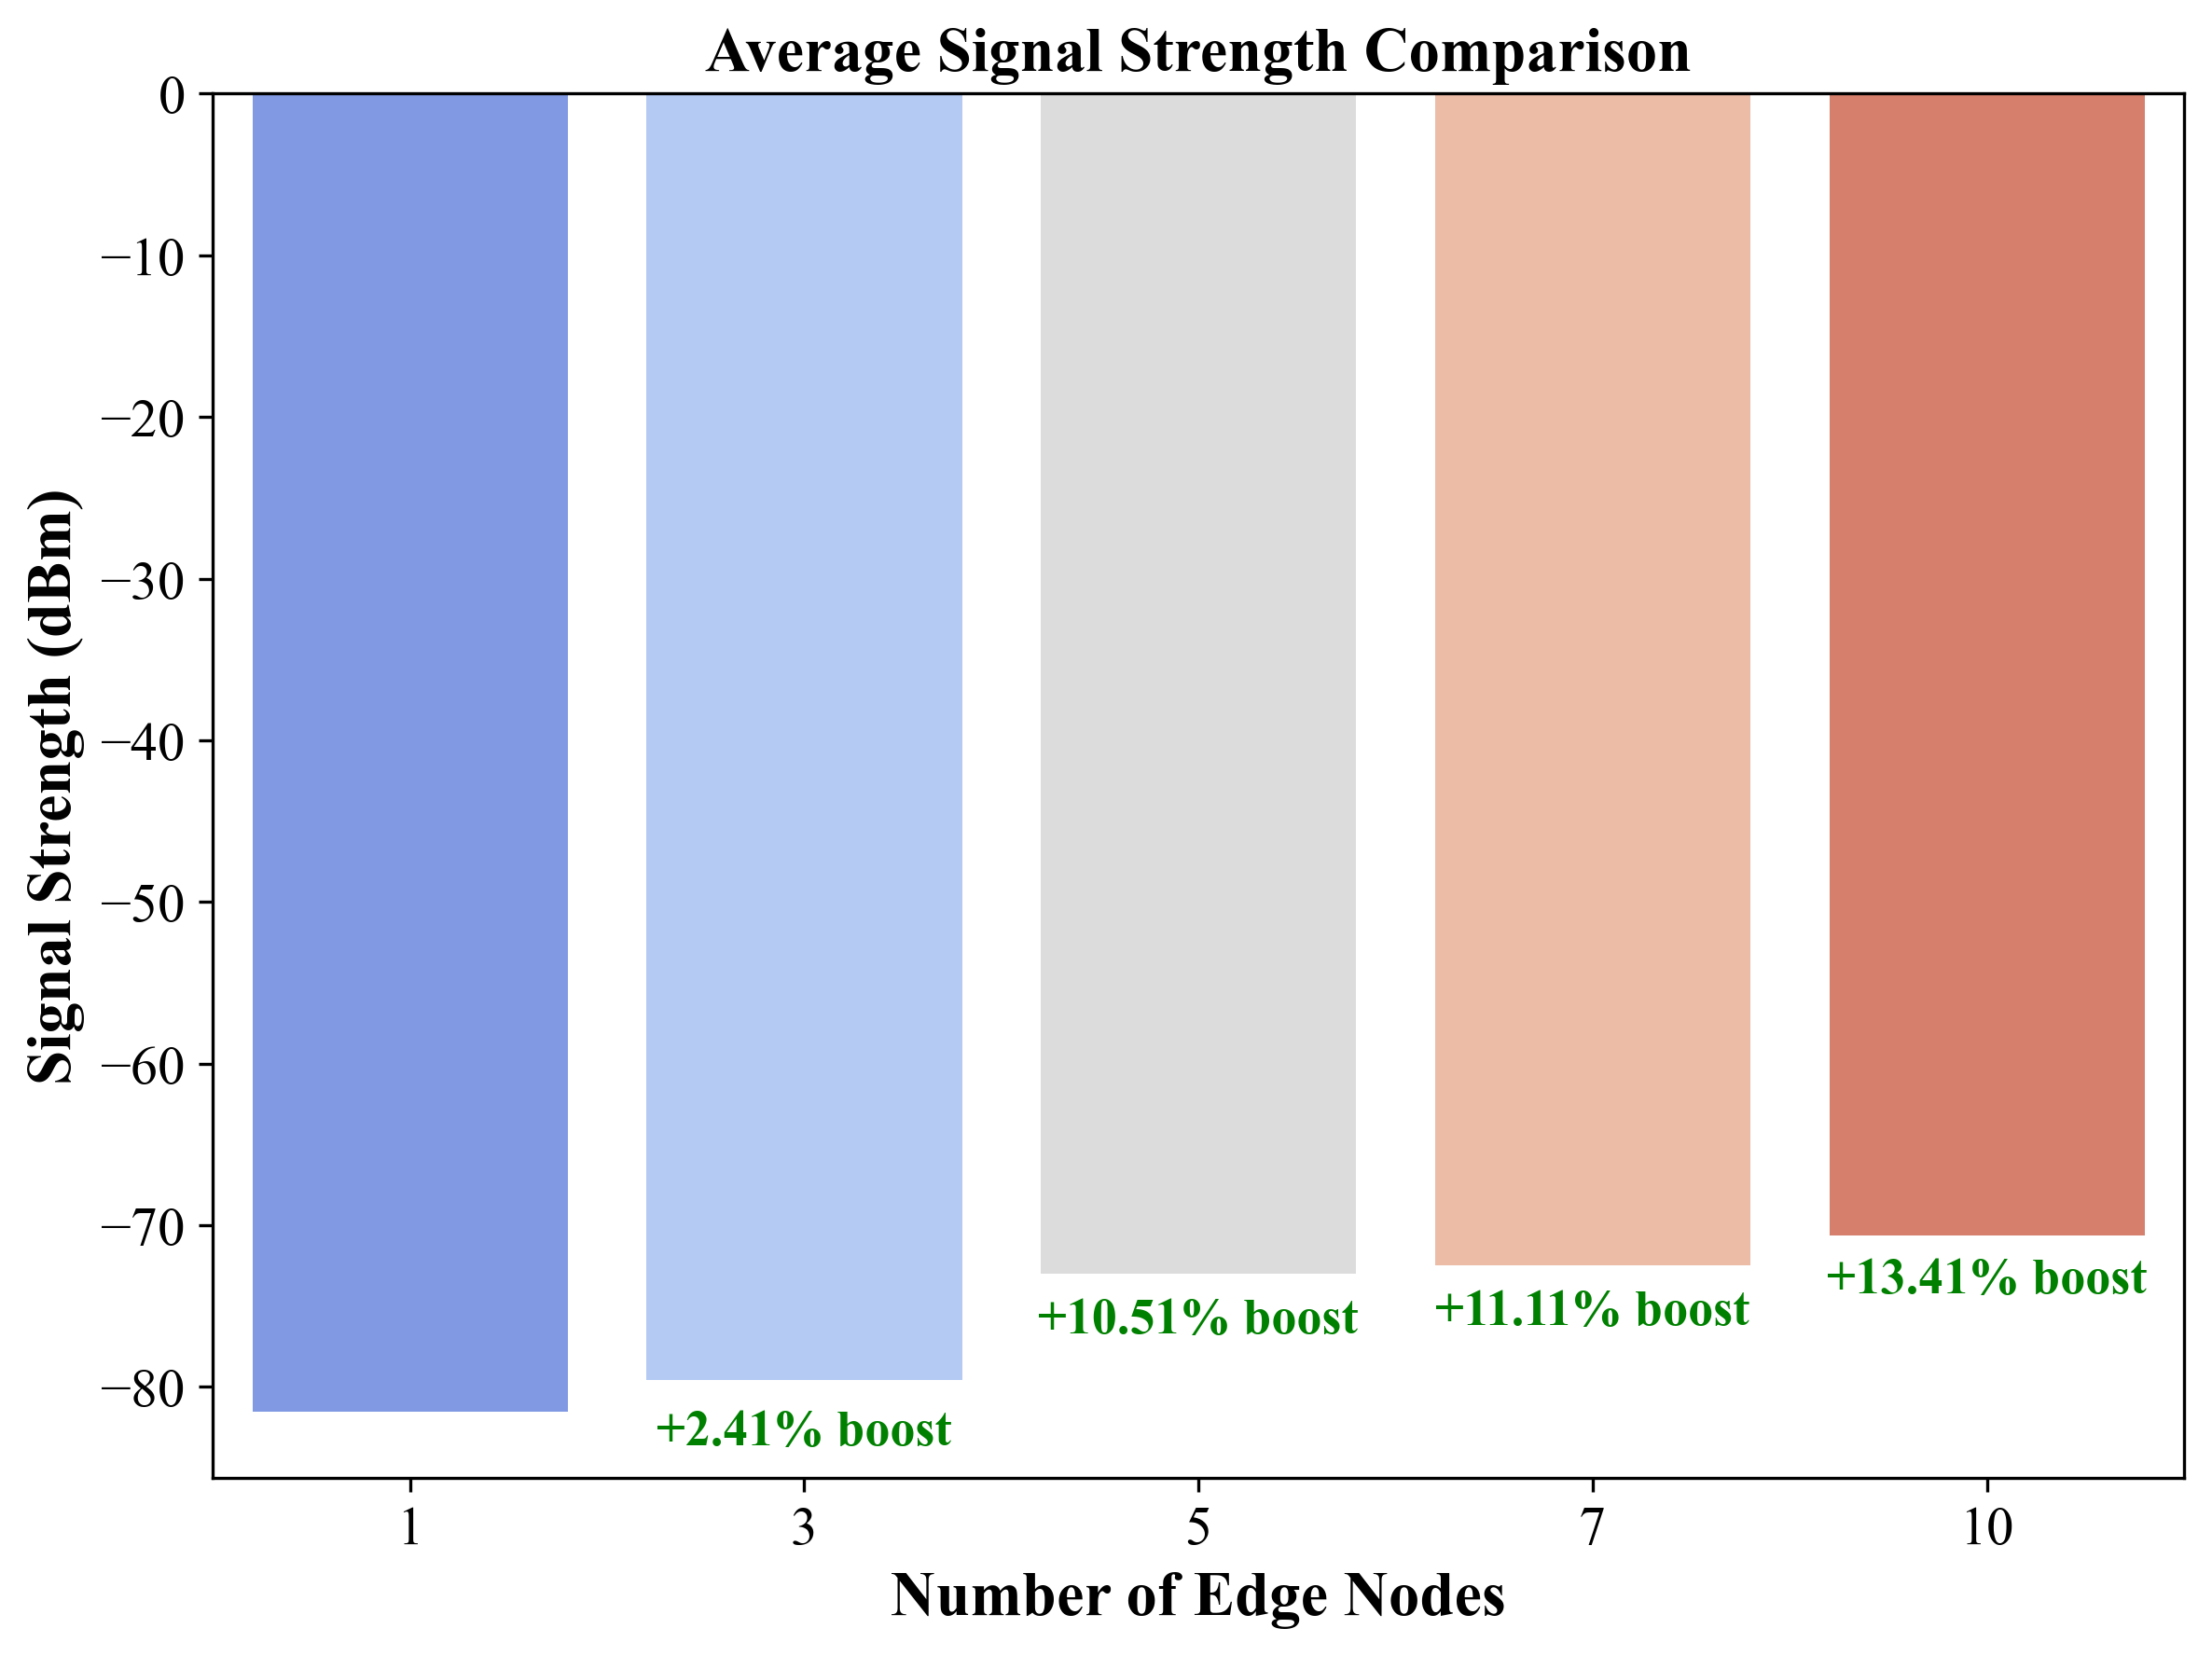 Average Signal Strength Comparison
0
−10
−20
−30
−40
−50
−60
−70
−80
Signal Strength (dBm)
+2.41% boost
+10.51% boost
+11.11% boost
+13.41% boost
1 3 5 7 10
Number of Edge Nodes